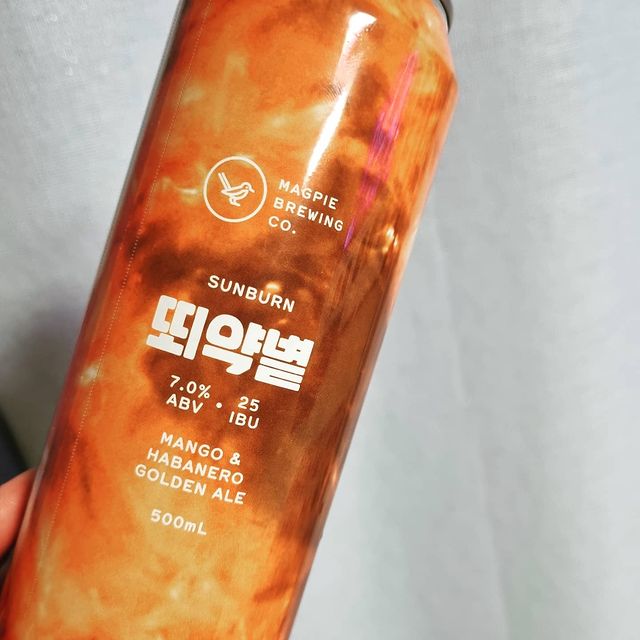 MAGPIE
BREWING
CO.
SUNBURN
뙤약볕
7.0% ABV • 25 IBU
MANGO &
HABANERO
GOLDEN ALE
500mL